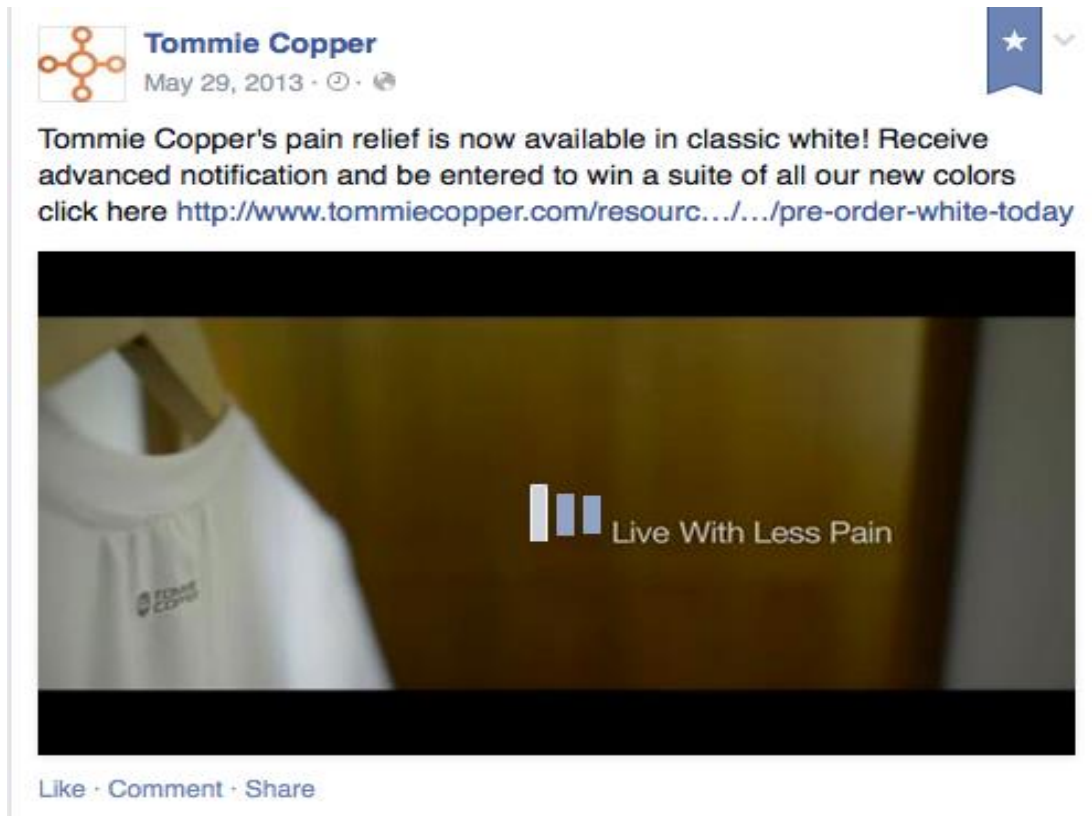 Tommie Copper
May 29, 2013 ·
Tommie Copper's pain relief is now available in classic white! Receive
advanced notification and be entered to win a suite of all our new colors
click here http://www.tommiecopper.com/resourc.../.../pre-order-white-today
Live With Less Pain
TOMMIE
COPPER
Like · Comment · Share